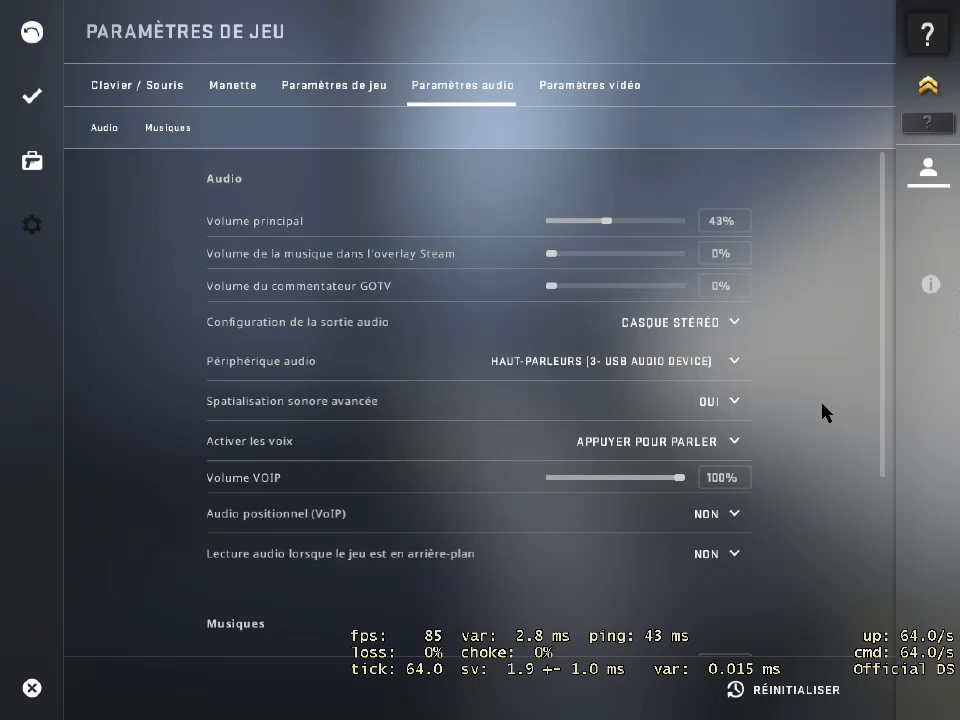 PARAMÈTRES DE JEU
?
Clavier / Souris Manette Paramètres de jeu Paramètres audio Paramètres vidéo
Audio Musiques
?
Audio
Volume principal 43%
Volume de la musique dans l'overlay Steam 0%
Volume du commentateur GOTV 0%
Configuration de la sortie audio CASQUE STÉRÉO
Périphérique audio HAUT-PARLEURS (3- USB AUDIO DEVICE)
Spatialisation sonore avancée OUI
Activer les voix APPUYER POUR PARLER
Volume VOIP 100%
Audio positionnel (VoIP) NON
Lecture audio lorsque le jeu est en arrière-plan NON
Musiques
fps: 85 var: 2.8 ms ping: 43 ms up: 64.0/s
loss: 0% choke: 0% cmd: 64.0/s
tick: 64.0 sv: 1.9 +- 1.0 ms var: 0.015 ms Official DS
RÉINITIALISER